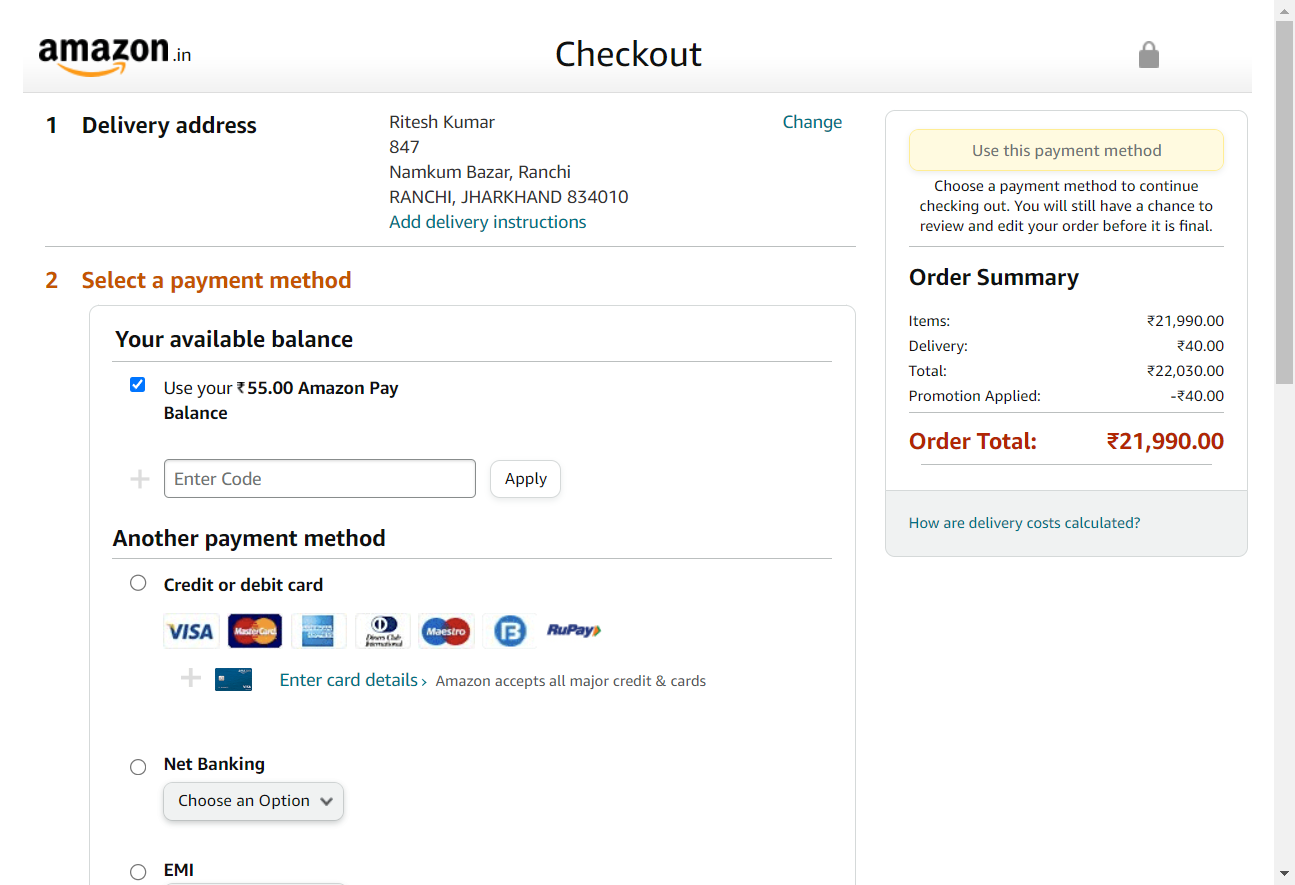 amazon.in
Checkout
1 Delivery address
Ritesh Kumar
847
Namkum Bazar, Ranchi
RANCHI, JHARKHAND 834010
Add delivery instructions
Change
2 Select a payment method
Your available balance
Use your ₹55.00 Amazon Pay
Balance
Enter Code
Apply
Another payment method
Credit or debit card
VISA MasterCard Diners Club International Maestro B RuPay
Enter card details › Amazon accepts all major credit & cards
Net Banking
Choose an Option
EMI
Use this payment method
Choose a payment method to continue
checking out. You will still have a chance to
review and edit your order before it is final.
Order Summary
Items: ₹21,990.00
Delivery: ₹40.00
Total: ₹22,030.00
Promotion Applied: -₹40.00
Order Total: ₹21,990.00
How are delivery costs calculated?